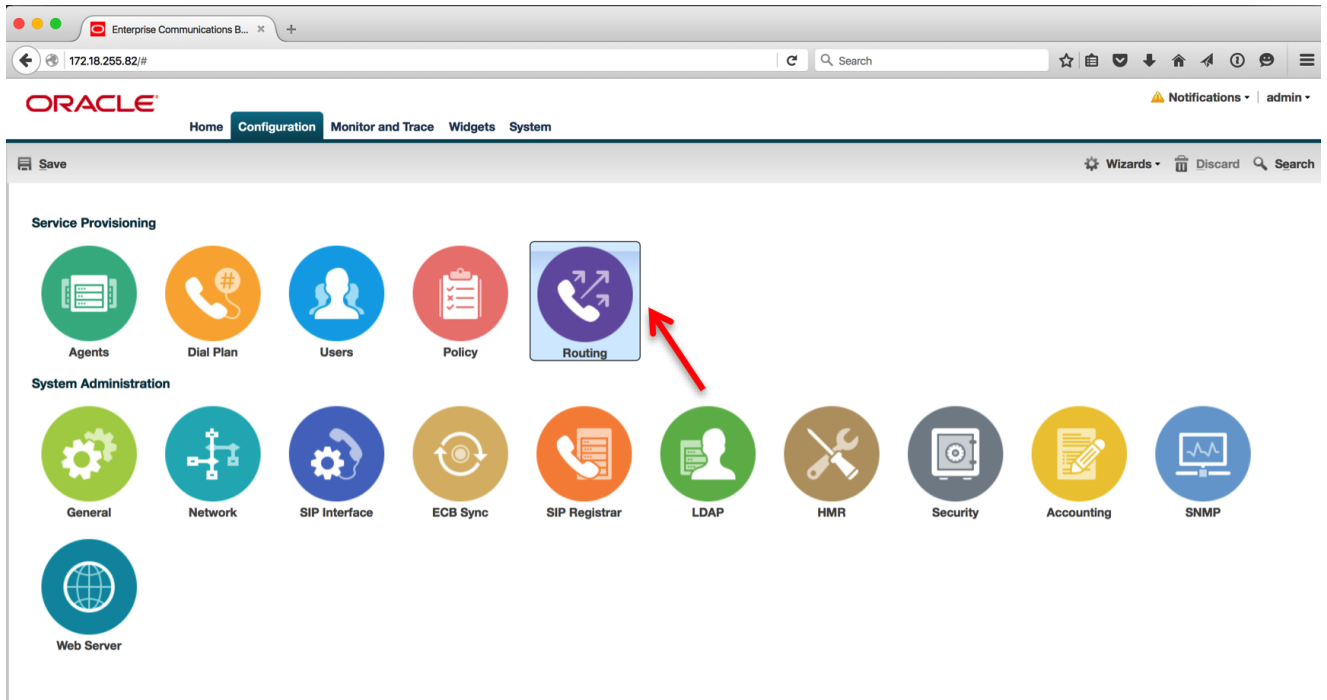 Enterprise Communications B... × +
172.18.255.82/# Search
ORACLE
Notifications admin
Home Configuration Monitor and Trace Widgets System
Save Wizards Discard Search
Service Provisioning
#
Agents Dial Plan Users Policy Routing
System Administration
General Network SIP Interface ECB Sync SIP Registrar LDAP HMR Security Accounting SNMP
Web Server